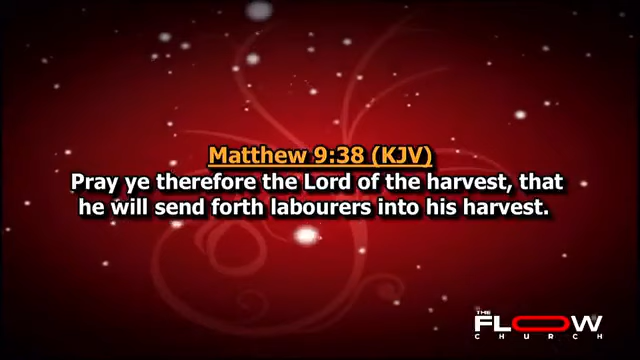 Matthew 9:38 (KJV)
Pray ye therefore the Lord of the harvest, that
he will send forth labourers into his harvest.
THE
FLOW
CHURCH